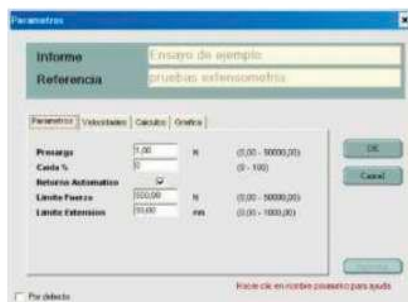 Parametros
Informe Ensayo de ejemplo
Referencia pruebas extensometria
Parametros Velocidades Calculos Grafica
Precarga 1,00 N (0,00 - 50000,00)
Caida % 0 (0 - 100)
Retorno Automatico
Limite Fuerza 500,00 N (0,00 - 50000,00)
Limite Extension 10,00 mm (0,00 - 1000,00)
OK
Cancel
Hacer clic en nombre parametro para ayuda
Por defecto